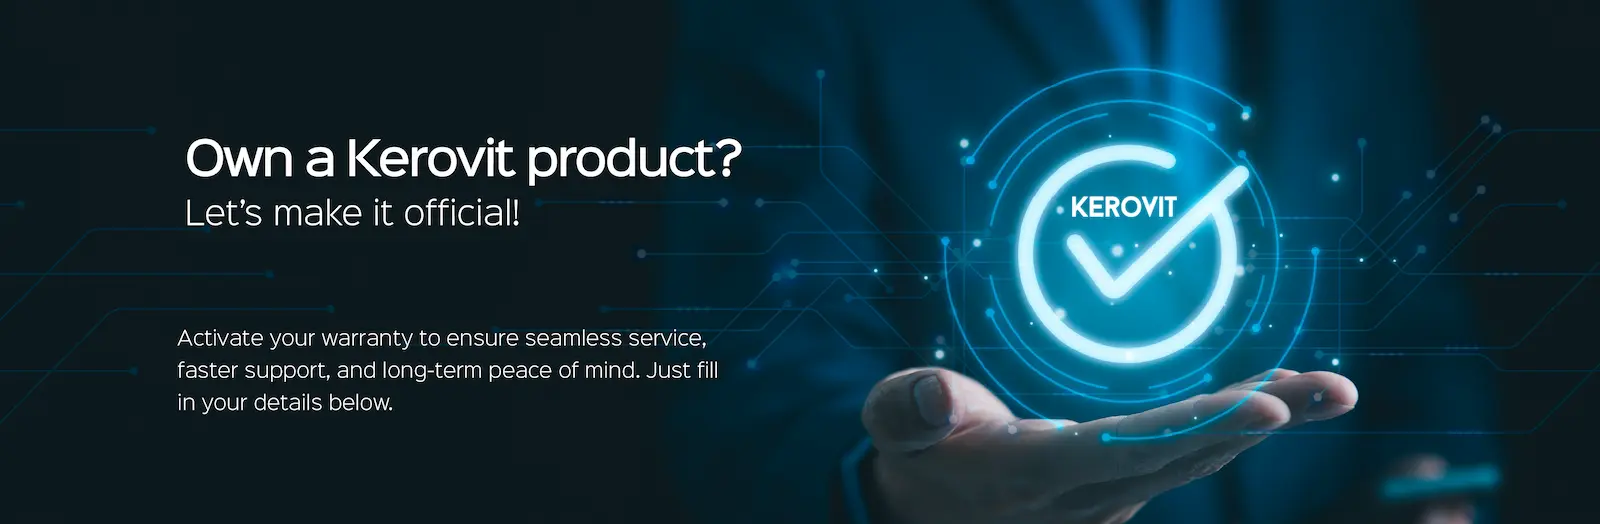 Own a Kerovit product?
Let's make it official!
Activate your warranty to ensure seamless service,
faster support, and long-term peace of mind. Just fill
in your details below.
KEROVIT